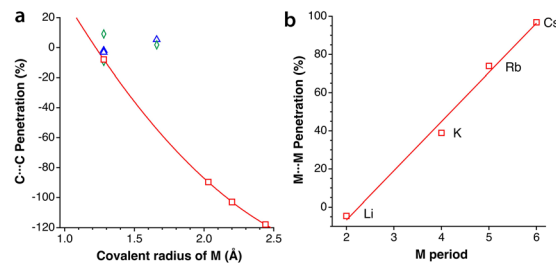 a
20
0
-20
-40
-60
-80
-100
-120
C···C Penetration (%)
1.0
1.5
2.0
2.5
Covalent radius of M (Å)
b
100
80
60
40
20
0
M···M Penetration (%)
Cs
Rb
K
Li
2
3
4
5
6
M period